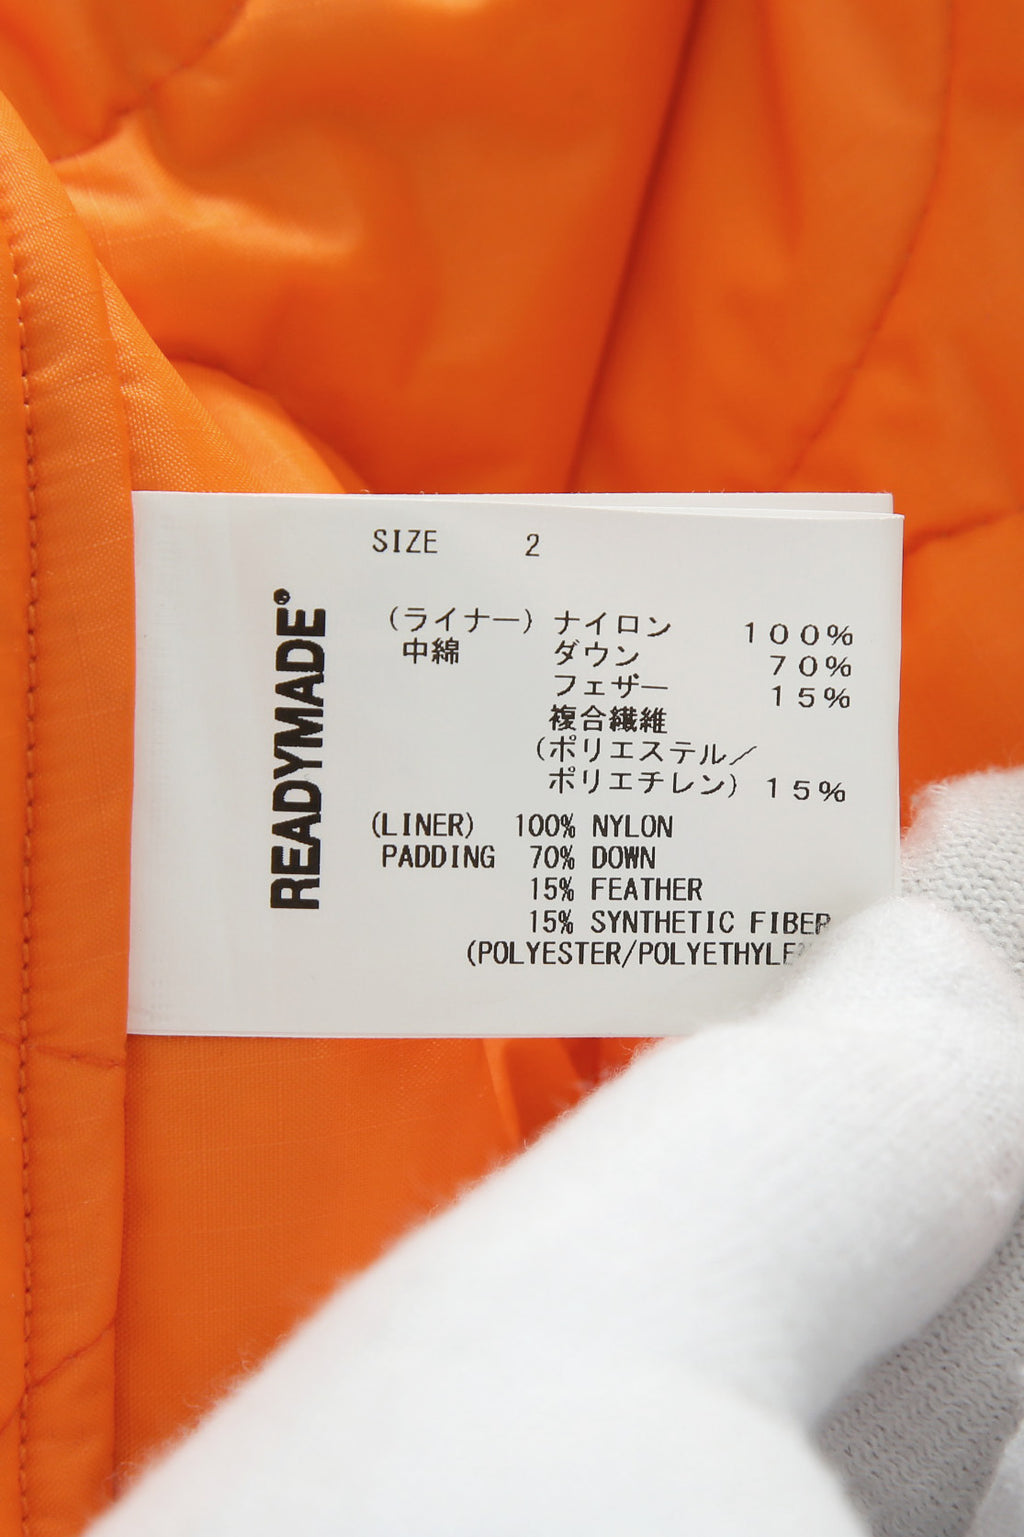 SIZE 2
READYMADE®
(ライナー) ナイロン 100%
中綿 ダウン 70%
フェザー 15%
複合繊維
(ポリエステル/
ポリエチレン) 15%
(LINER) 100% NYLON
PADDING 70% DOWN
15% FEATHER
15% SYNTHETIC FIBER
(POLYESTER/